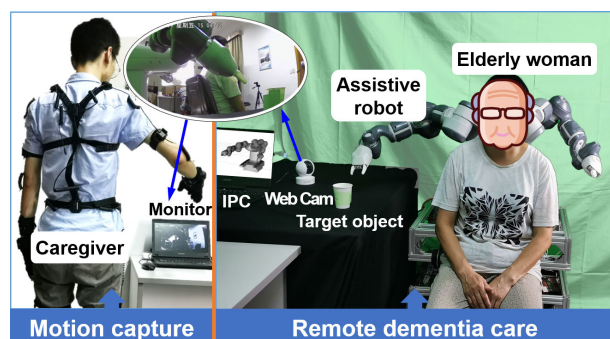 Elderly woman
Assistive
robot
IPC
Web Cam
Target object
Monitor
Caregiver
Motion capture
Remote dementia care